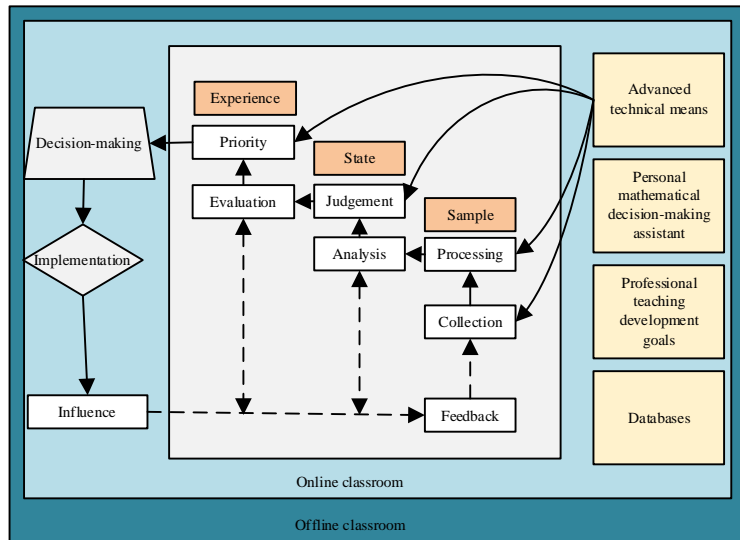 Experience
Advanced
technical means
Decision-making
Priority
State
Personal
mathematical
decision-making
assistant
Evaluation
Judgement
Sample
Implementation
Analysis
Processing
Professional
teaching
development
goals
Collection
Influence
Feedback
Databases
Online classroom
Offline classroom